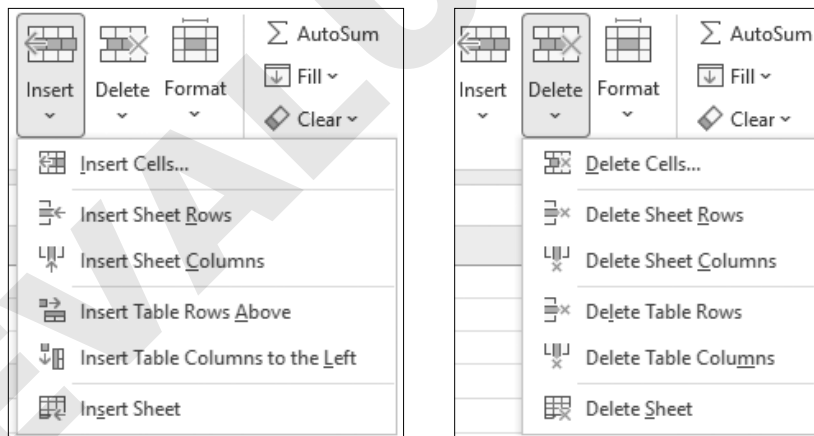 Insert
Delete
Format
AutoSum
Fill
Clear
Insert Cells...
Insert Sheet Rows
Insert Sheet Columns
Insert Table Rows Above
Insert Table Columns to the Left
Insert Sheet
Insert
Delete
Format
AutoSum
Fill
Clear
Delete Cells...
Delete Sheet Rows
Delete Sheet Columns
Delete Table Rows
Delete Table Columns
Delete Sheet
EVALU